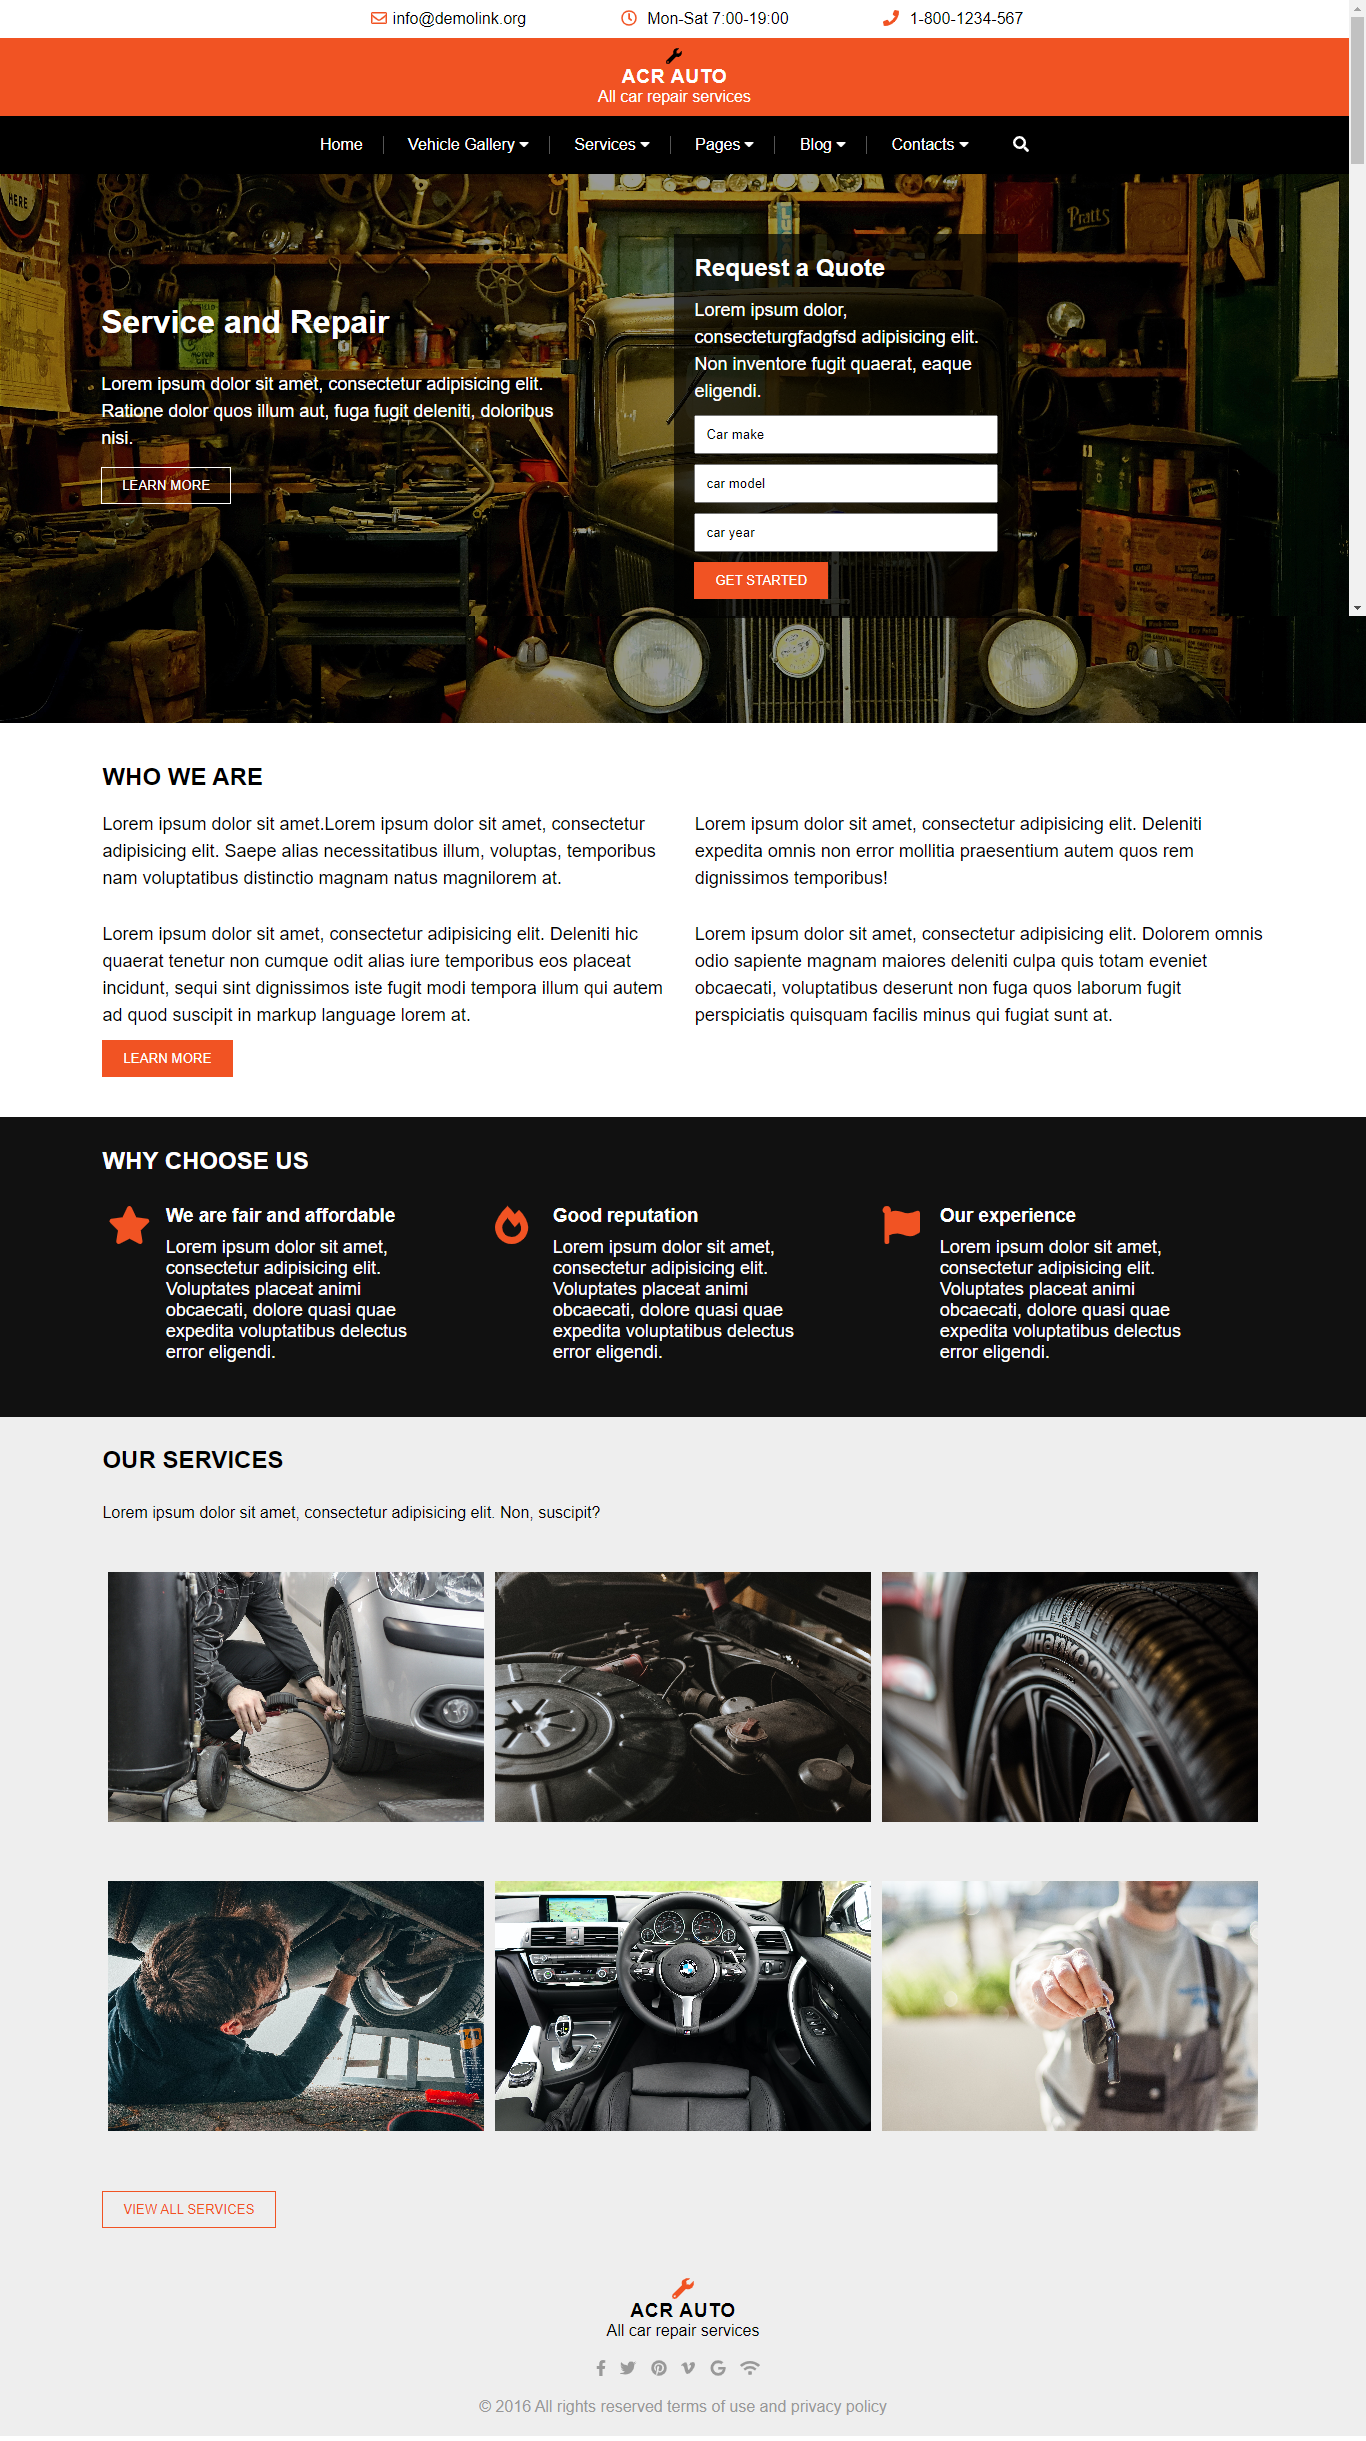 info@demolink.org
Mon-Sat 7:00-19:00
1-800-1234-567
ACR AUTO
All car repair services
Home
Vehicle Gallery
Services
Pages
Blog
Contacts
HERE
Pratts
Service and Repair
Lorem ipsum dolor sit amet, consectetur adipisicing elit.
Ratione dolor quos illum aut, fuga fugit deleniti, doloribus
nisi.
LEARN MORE
Request a Quote
Lorem ipsum dolor,
consecteturgfadgfsd adipisicing elit.
Non inventore fugit quaerat, eaque
eligendi.
Car make
car model
car year
GET STARTED
WHO WE ARE
Lorem ipsum dolor sit amet.Lorem ipsum dolor sit amet, consectetur
adipisicing elit. Saepe alias necessitatibus illum, voluptas, temporibus
nam voluptatibus distinctio magnam natus magnilorem at.
Lorem ipsum dolor sit amet, consectetur adipisicing elit. Deleniti
expedita omnis non error mollitia praesentium autem quos rem
dignissimos temporibus!
Lorem ipsum dolor sit amet, consectetur adipisicing elit. Deleniti hic
quaerat tenetur non cumque odit alias iure temporibus eos placeat
incidunt, sequi sint dignissimos iste fugit modi tempora illum qui autem
ad quod suscipit in markup language lorem at.
Lorem ipsum dolor sit amet, consectetur adipisicing elit. Dolorem omnis
odio sapiente magnam maiores deleniti culpa quis totam eveniet
obcaecati, voluptatibus deserunt non fuga quos laborum fugit
perspiciatis quisquam facilis minus qui fugiat sunt at.
LEARN MORE
WHY CHOOSE US
We are fair and affordable
Lorem ipsum dolor sit amet,
consectetur adipisicing elit.
Voluptates placeat animi
obcaecati, dolore quasi quae
expedita voluptatibus delectus
error eligendi.
Good reputation
Lorem ipsum dolor sit amet,
consectetur adipisicing elit.
Voluptates placeat animi
obcaecati, dolore quasi quae
expedita voluptatibus delectus
error eligendi.
Our experience
Lorem ipsum dolor sit amet,
consectetur adipisicing elit.
Voluptates placeat animi
obcaecati, dolore quasi quae
expedita voluptatibus delectus
error eligendi.
OUR SERVICES
Lorem ipsum dolor sit amet, consectetur adipisicing elit. Non, suscipit?
Hankook
VIEW ALL SERVICES
ACR AUTO
All car repair services
© 2016 All rights reserved terms of use and privacy policy